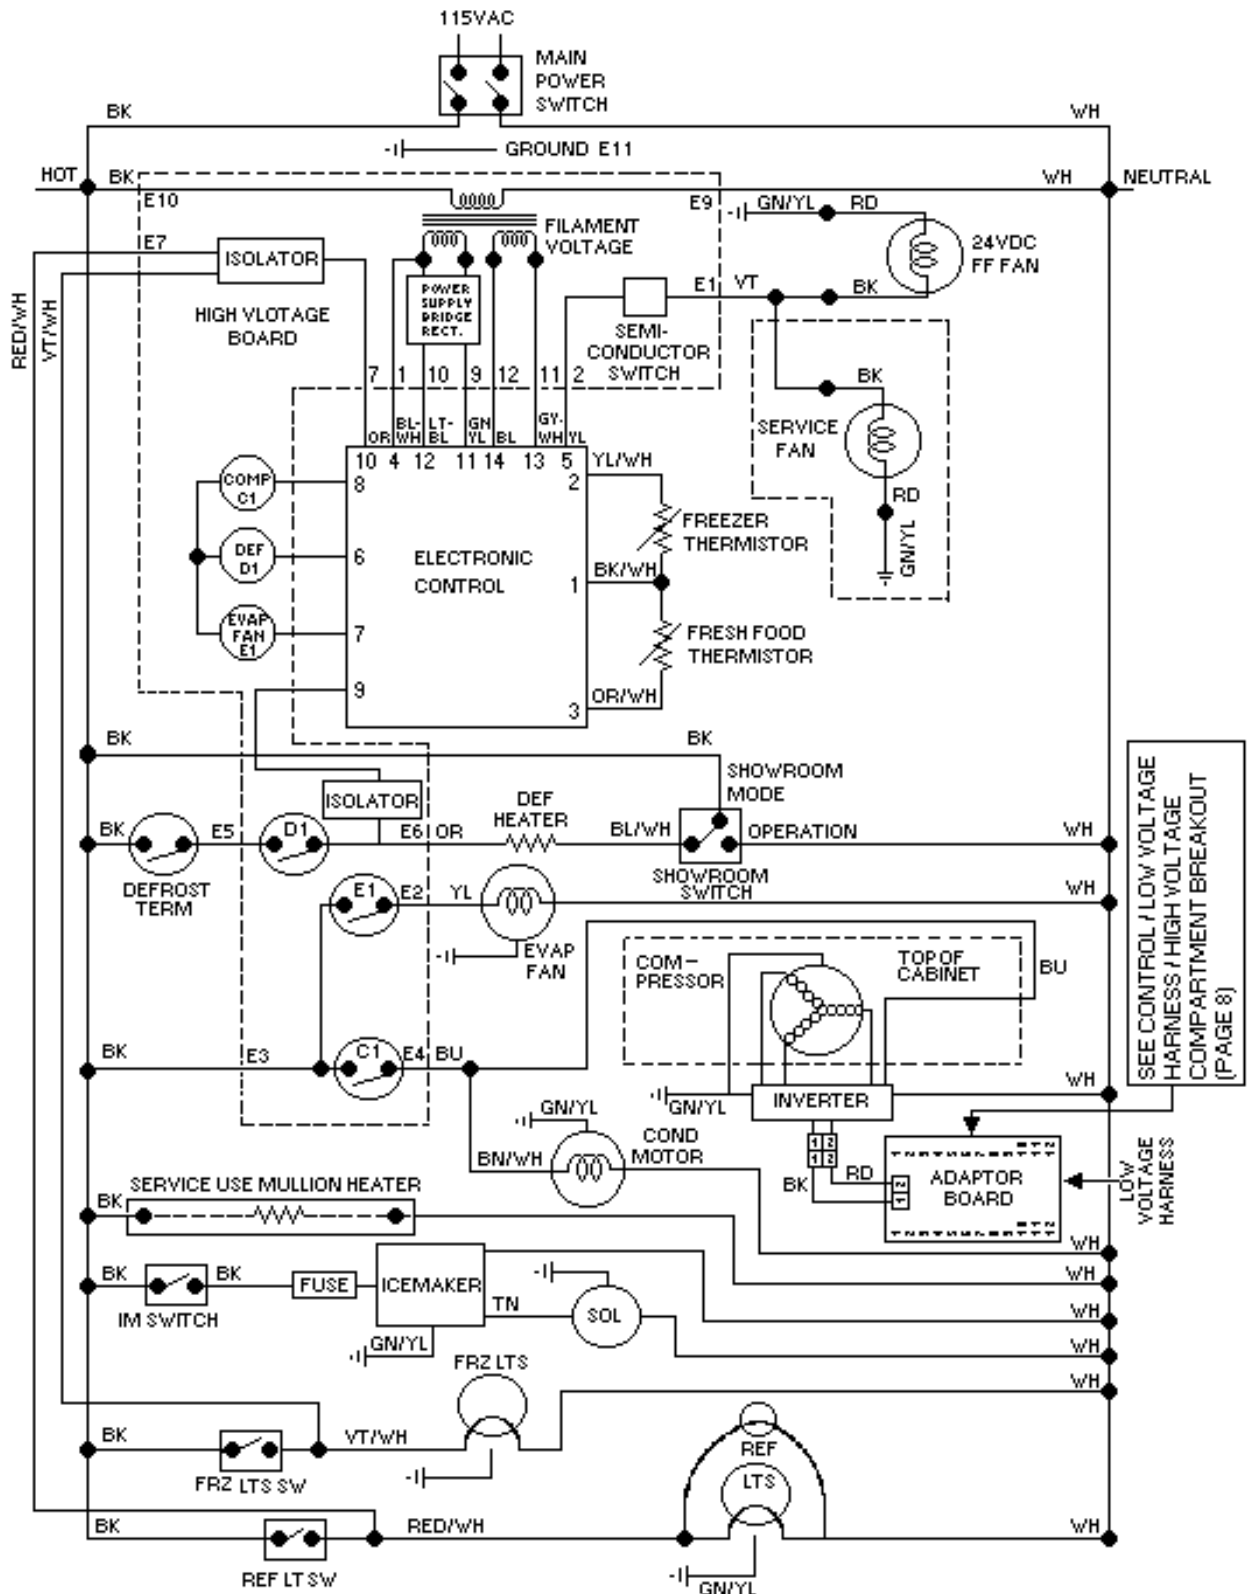 115VAC
MAIN
POWER
SWITCH
BK
WH
GROUND E11
HOT
BK
WH
NEUTRAL
E10
E9
GN/YL
RD
E7
ISOLATOR
FILAMENT
VOLTAGE
24VDC
FF FAN
RED/WH
VT/WH
POWER
SUPPLY
BRIDGE
RECT.
E1
VT
BK
HIGH VLOTAGE
BOARD
SEMI-
CONDUCTOR
SWITCH
7 1 10 9 12 11 2
BK
OR
BL-
WH
LT-
BL
GN
YL
BL
GY-
WH
YL
SERVICE
FAN
10 4 12 11 14 13 5
YL/WH
COMP
C1
8
2
RD
GN/YL
FREEZER
THERMISTOR
DEF
D1
6
ELECTRONIC
CONTROL
BK/WH
1
EVAP
FAN
E1
7
FRESH FOOD
THERMISTOR
9
OR/WH
3
BK
BK
SHOWROOM
MODE
ISOLATOR
DEF
HEATER
BK
E5
D1
E6
OR
BL/WH
OPERATION
WH
DEFROST
TERM
SHOWROOM
SWITCH
E1
E2
YL
WH
EVAP
FAN
COM-
PRESSOR
TOP OF
CABINET
BU
SEE CONTROL / LOW VOLTAGE
HARNESS / HIGH VOLTAGE
COMPARTMENT BREAKOUT
(PAGE 8)
BK
E3
C1
E4
BU
WH
GN/YL
INVERTER
GN/YL
COND
MOTOR
1 2
1 2
BN/WH
BK
RD
2
1
ADAPTOR
BOARD
LOW
VOLTAGE
HARNESS
SERVICE USE MULLION HEATER
BK
WH
BK
BK
FUSE
ICEMAKER
WH
IM SWITCH
TN
SOL
WH
GN/YL
WH
FRZ LTS
WH
BK
VT/WH
FRZ LTS SW
REF
LTS
BK
RED/WH
WH
REF LT SW
GN/YL